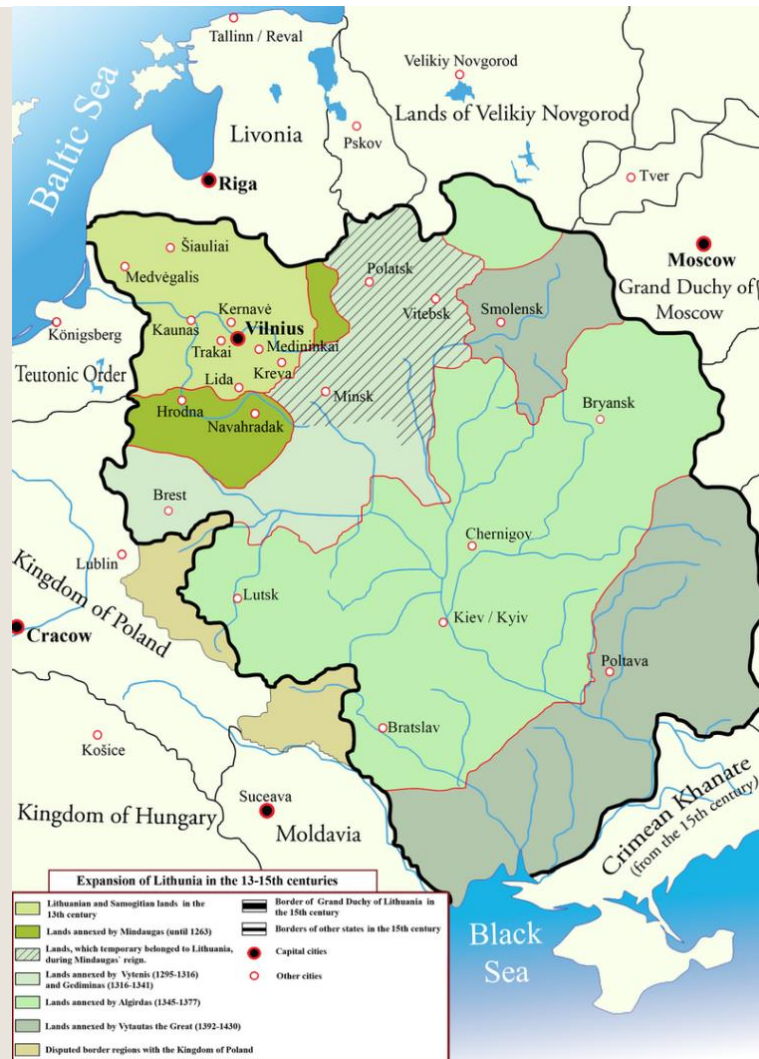 Tallinn / Reval
Velikiy Novgorod
Lands of Velikiy Novgorod
Baltic Sea
Livonia
Pskov
Riga
Tver
Šiauliai
Moscow
Medvėgalis
Polatsk
Grand Duchy of
Moscow
Vitebsk
Smolensk
Kernavė
Kaunas
Königsberg
Vilnius
Trakai
Medininkai
Kreva
Teutonic Order
Lida
Minsk
Hrodna
Navahradak
Bryansk
Brest
Chernigov
Lublin
Kingdom of Poland
Lutsk
Kiev / Kyiv
Cracow
Poltava
Bratslav
Košice
Suceava
Kingdom of Hungary
Moldavia
Crimean Khanate
(from the 15th century)
Black
Sea
Expansion of Lithunia in the 13-15th centuries
Lithuanian and Samogitian lands in the
13th century
Lands annexed by Mindaugas (until 1263)
Lands, which temporary belonged to Lithuania,
during Mindaugas` reign.
Lands annexed by Vytenis (1295-1316)
and Gediminas (1316-1341)
Lands annexed by Algirdas (1345-1377)
Lands annexed by Vytautas the Great (1392-1430)
Disputed border regions with the Kingdom of Poland
Border of Grand Duchy of Lithuania in
the 15th century
Borders of other states in the 15th century
Capital cities
Other cities